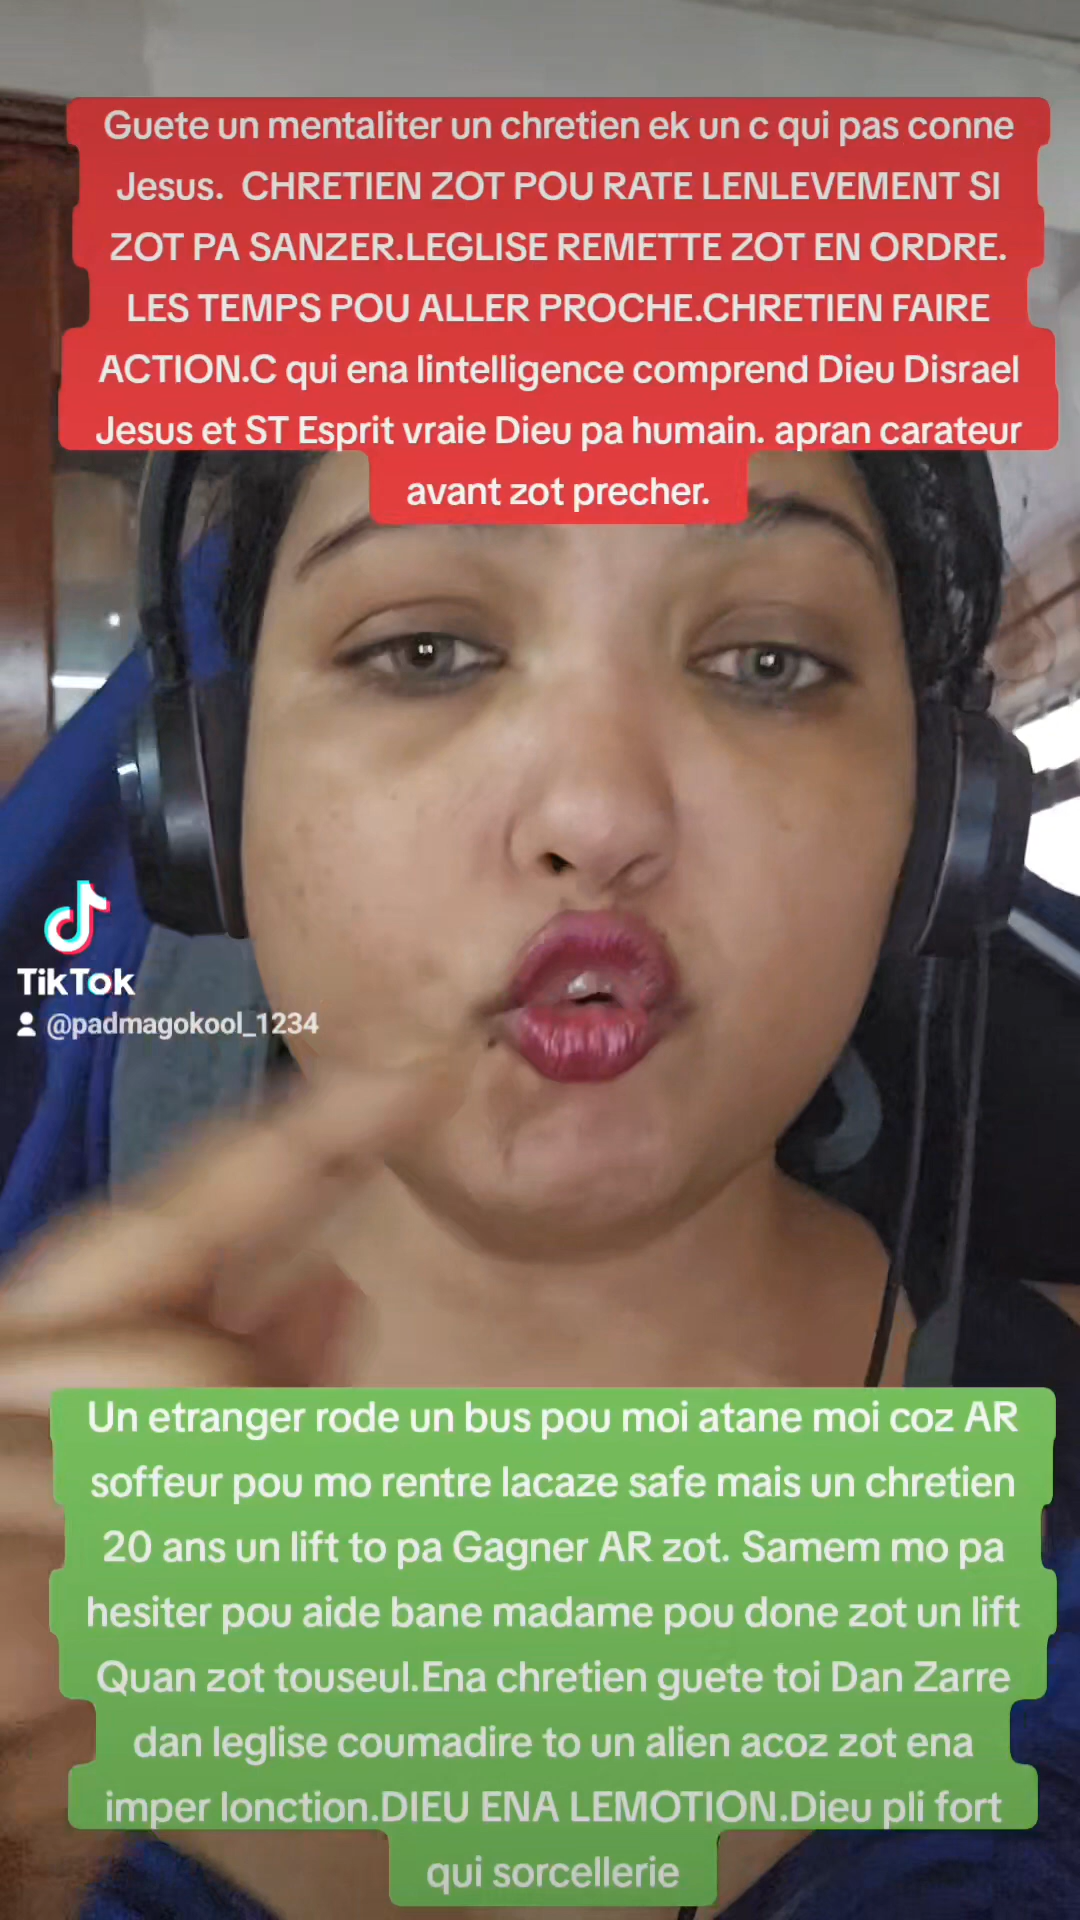 Guete un mentaliter un chretien ek un c qui pas conne
Jesus. CHRETIEN ZOT POU RATE LENLEVEMENT SI
ZOT PA SANZER.LEGLISE REMETTE ZOT EN ORDRE.
LES TEMPS POU ALLER PROCHE.CHRETIEN FAIRE
ACTION.C qui ena lintelligence comprend Dieu Disrael
Jesus et ST Esprit vraie Dieu pa humain. apran carateur
avant zot precher.
TikTok
@padmagokool_1234
Un etranger rode un bus pou moi atane moi coz AR
soffeur pou mo rentre lacaze safe mais un chretien
20 ans un lift to pa Gagner AR zot. Samem mo pa
hesiter pou aide bane madame pou done zot un lift
Quan zot touseul.Ena chretien guete toi Dan Zarre
dan leglise coumadire to un alien acoz zot ena
imper lonction.DIEU ENA LEMOTION.Dieu pli fort
qui sorcellerie